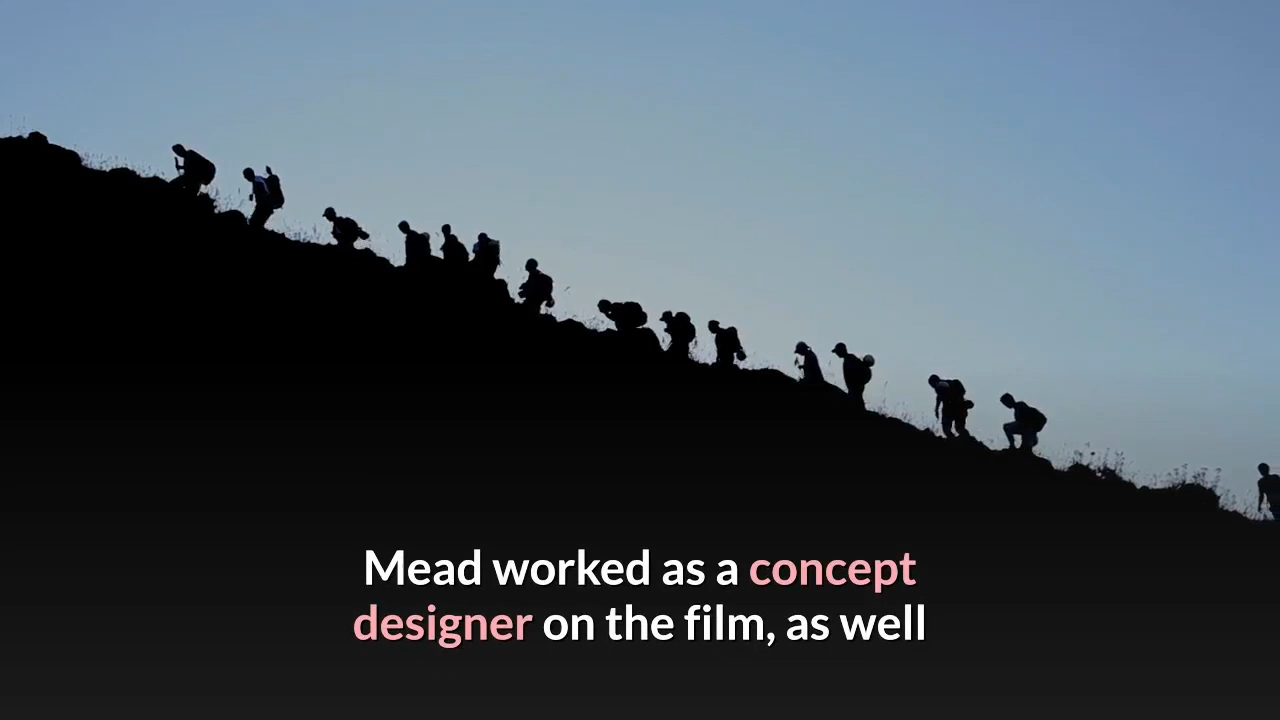 Mead worked as a concept
designer on the film, as well